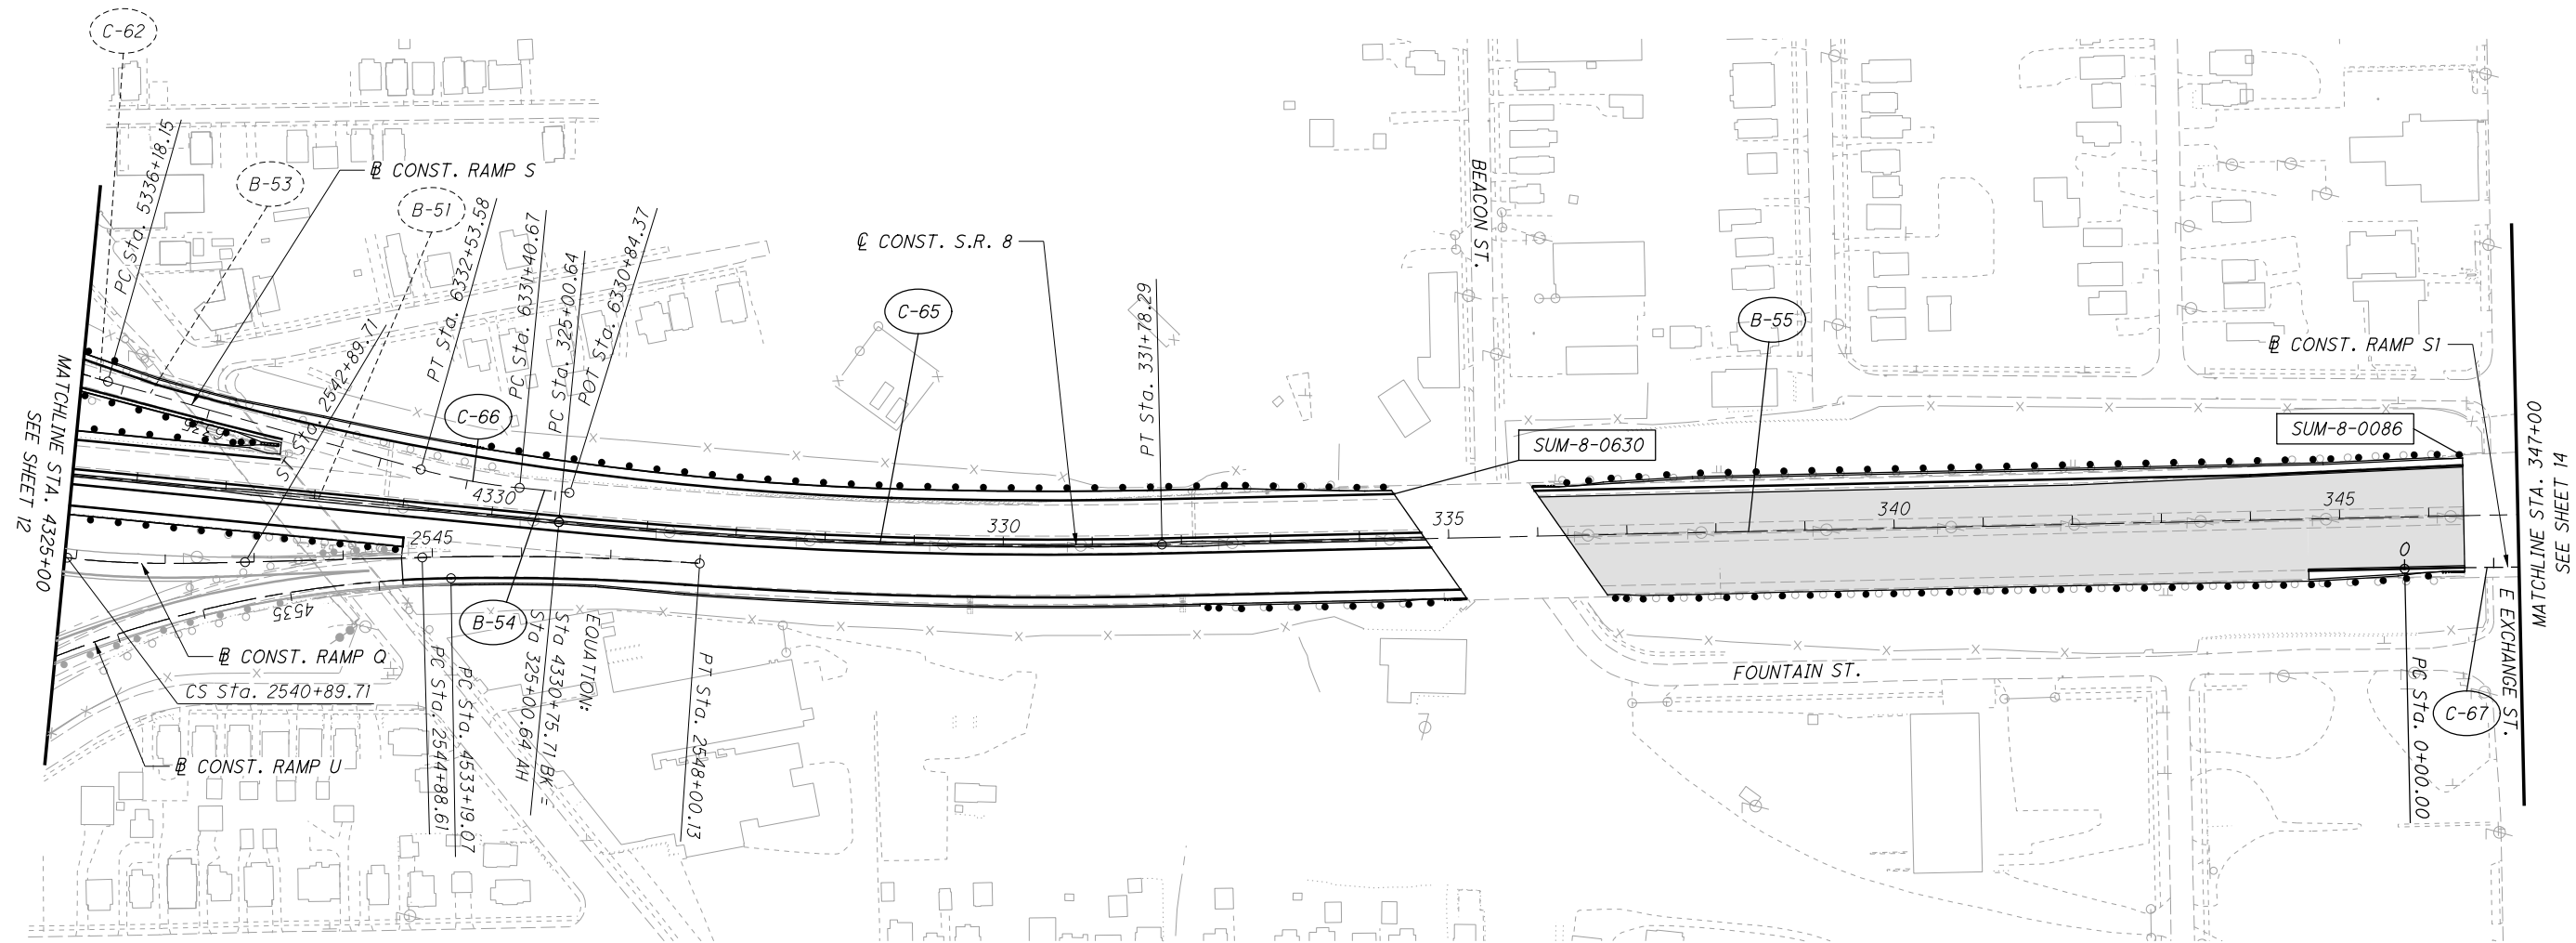 C-62
PC Sta. 5336+18.15
B-53
℄ CONST. RAMP S
B-51
PT Sta. 6332+53.58
PC Sta. 6331+40.67
PC Sta. 325+00.64
POT Sta. 6330+84.37
℄ CONST. S.R. 8
C-65
PT Sta. 331+78.29
BEACON ST.
B-55
℄ CONST. RAMP S1
MATCHLINE STA. 4325+00
SEE SHEET 12
ST Sta. 2542+89.71
C-66
SUM-8-0630
SUM-8-0086
MATCHLINE STA. 347+00
SEE SHEET 14
4330
2545
330
335
340
345
0
4535
B-54
℄ CONST. RAMP Q
CS Sta. 2540+89.71
℄ CONST. RAMP U
PC Sta. 2544+88.61
PC Sta. 4533+19.07
EQUATION:
Sta 4330+75.71 BK =
Sta 325+00.64 AH
PT Sta. 2548+00.13
FOUNTAIN ST.
PC Sta. 0+00.00
C-67
E EXCHANGE ST.